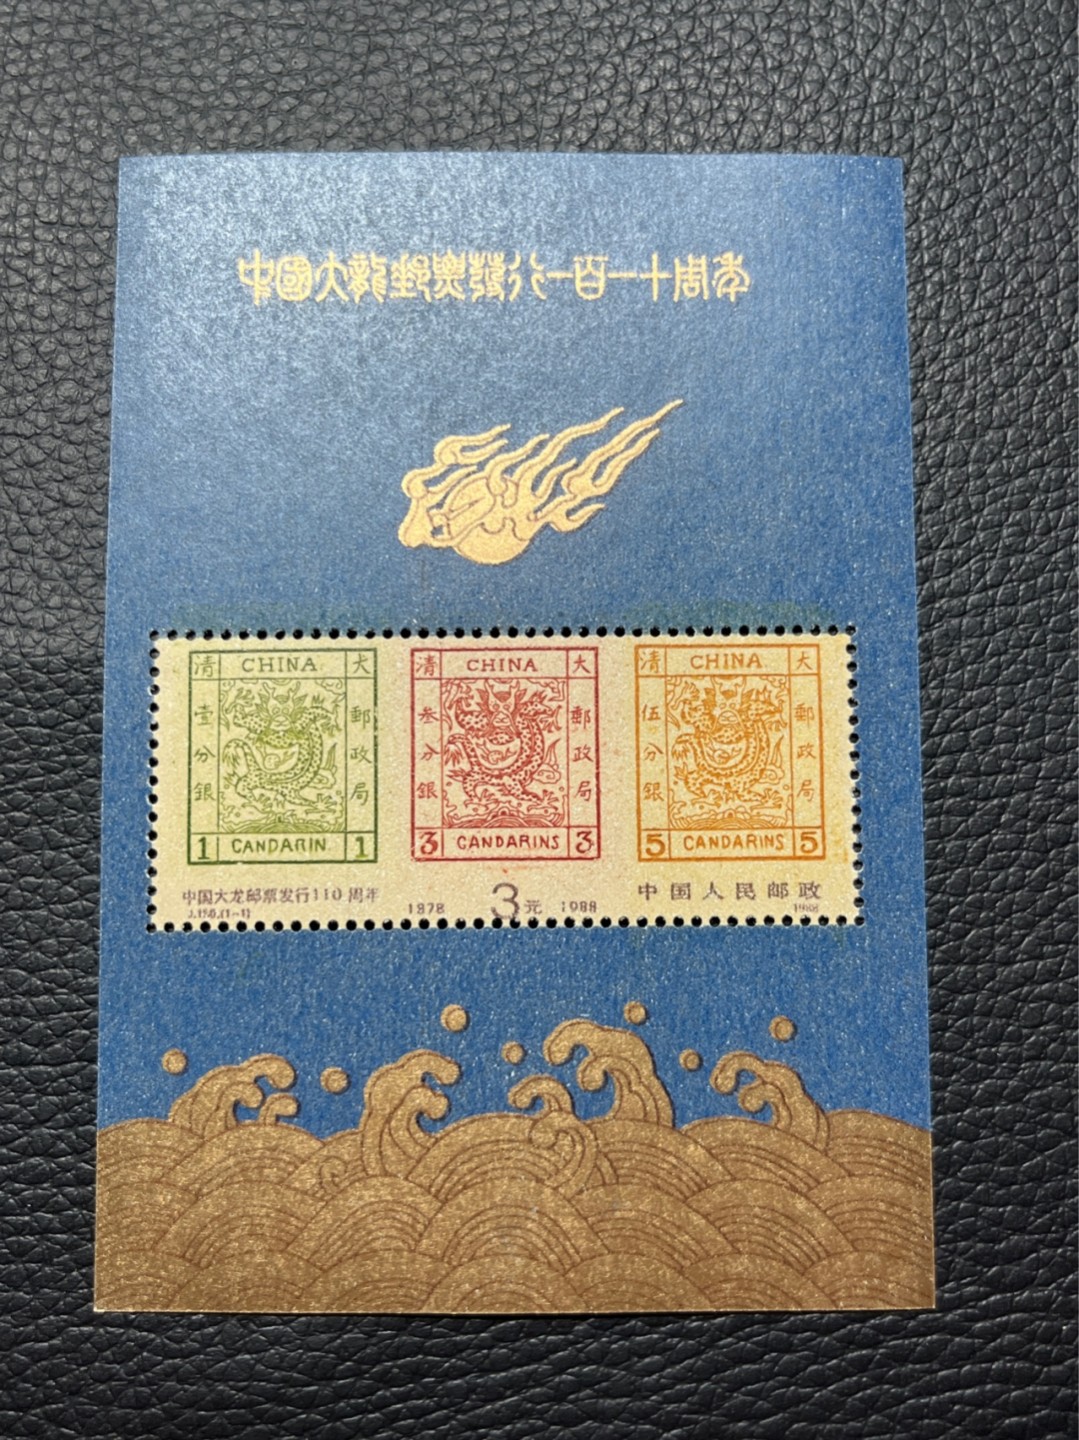 中國大龍郵票發行一百一十周年
清 CHINA 大
壹分銀
郵政局
1 CANDARIN 1
清 CHINA 大
叁分銀
郵政局
3 CANDARINS 3
清 CHINA 大
伍分銀
郵政局
5 CANDARINS 5
中国大龙邮票发行110周年
J.150.(1-1)
1878 3元 1988
中国人民邮政
1988